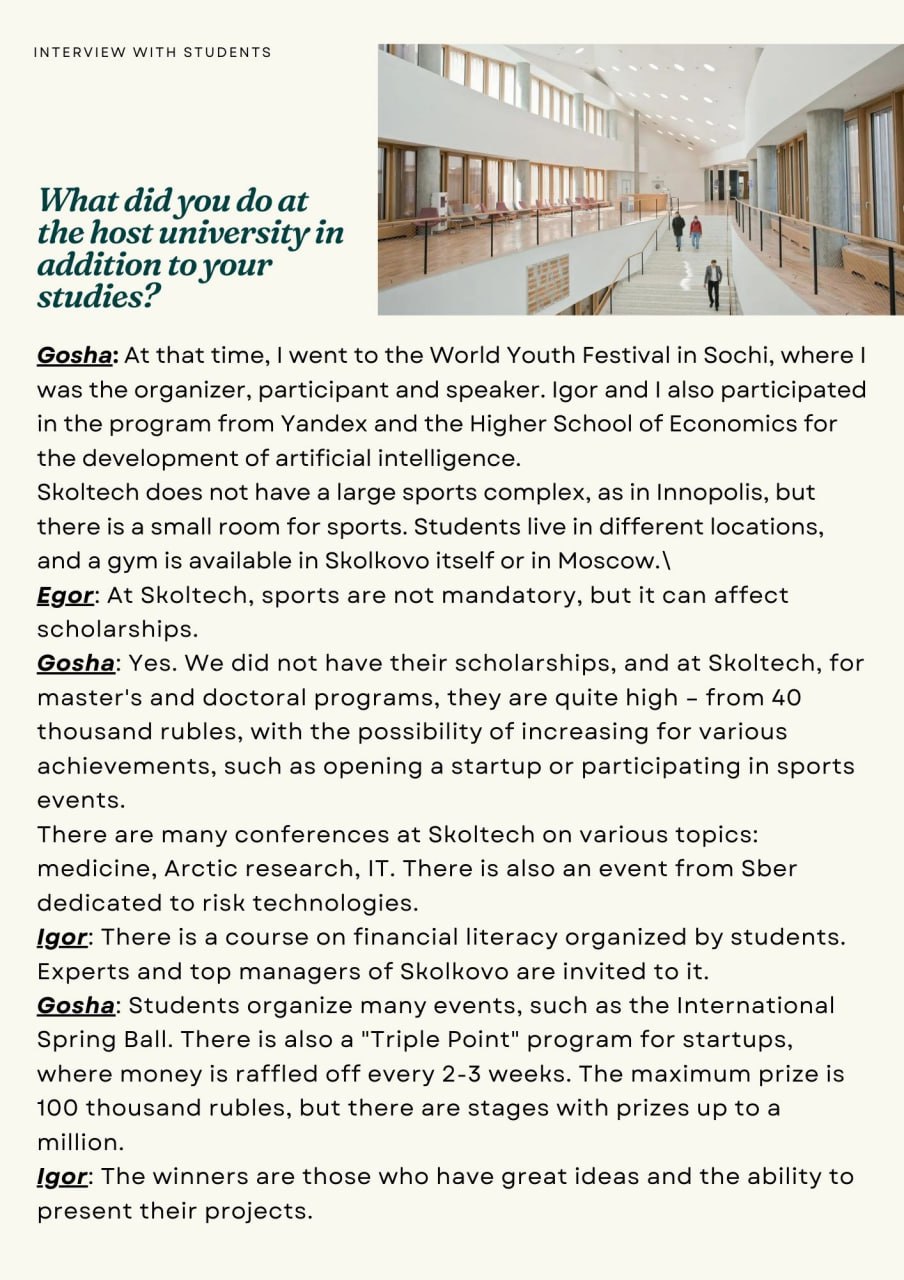 INTERVIEW WITH STUDENTS
What did you do at
the host university in
addition to your
studies?
Gosha: At that time, I went to the World Youth Festival in Sochi, where I
was the organizer, participant and speaker. Igor and I also participated
in the program from Yandex and the Higher School of Economics for
the development of artificial intelligence.
Skoltech does not have a large sports complex, as in Innopolis, but
there is a small room for sports. Students live in different locations,
and a gym is available in Skolkovo itself or in Moscow.\
Egor: At Skoltech, sports are not mandatory, but it can affect
scholarships.
Gosha: Yes. We did not have their scholarships, and at Skoltech, for
master's and doctoral programs, they are quite high – from 40
thousand rubles, with the possibility of increasing for various
achievements, such as opening a startup or participating in sports
events.
There are many conferences at Skoltech on various topics:
medicine, Arctic research, IT. There is also an event from Sber
dedicated to risk technologies.
Igor: There is a course on financial literacy organized by students.
Experts and top managers of Skolkovo are invited to it.
Gosha: Students organize many events, such as the International
Spring Ball. There is also a "Triple Point" program for startups,
where money is raffled off every 2-3 weeks. The maximum prize is
100 thousand rubles, but there are stages with prizes up to a
million.
Igor: The winners are those who have great ideas and the ability to
present their projects.